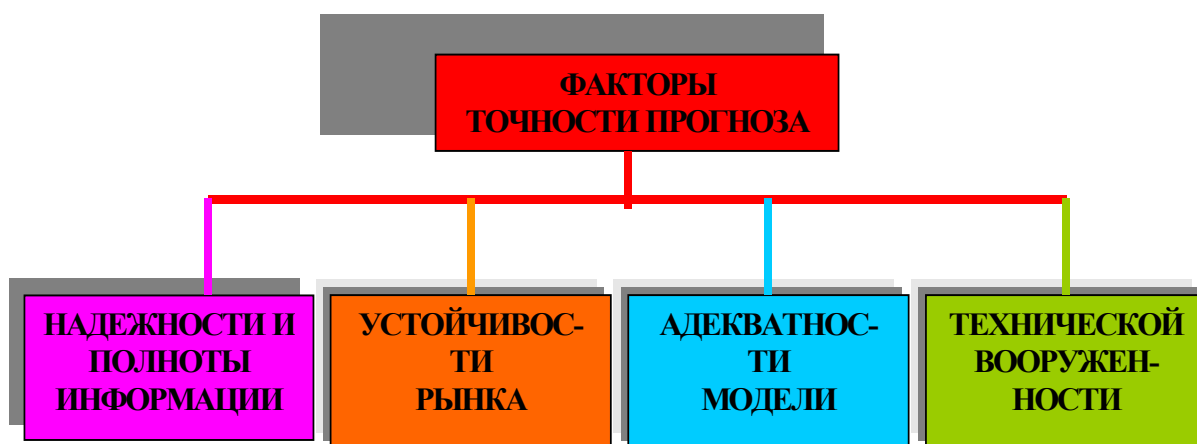 ФАКТОРЫ
ТОЧНОСТИ ПРОГНОЗА
НАДЕЖНОСТИ И
ПОЛНОТЫ
ИНФОРМАЦИИ
УСТОЙЧИВОС-
ТИ
РЫНКА
АДЕКВАТНОС-
ТИ
МОДЕЛИ
ТЕХНИЧЕСКОЙ
ВООРУЖЕН-
НОСТИ